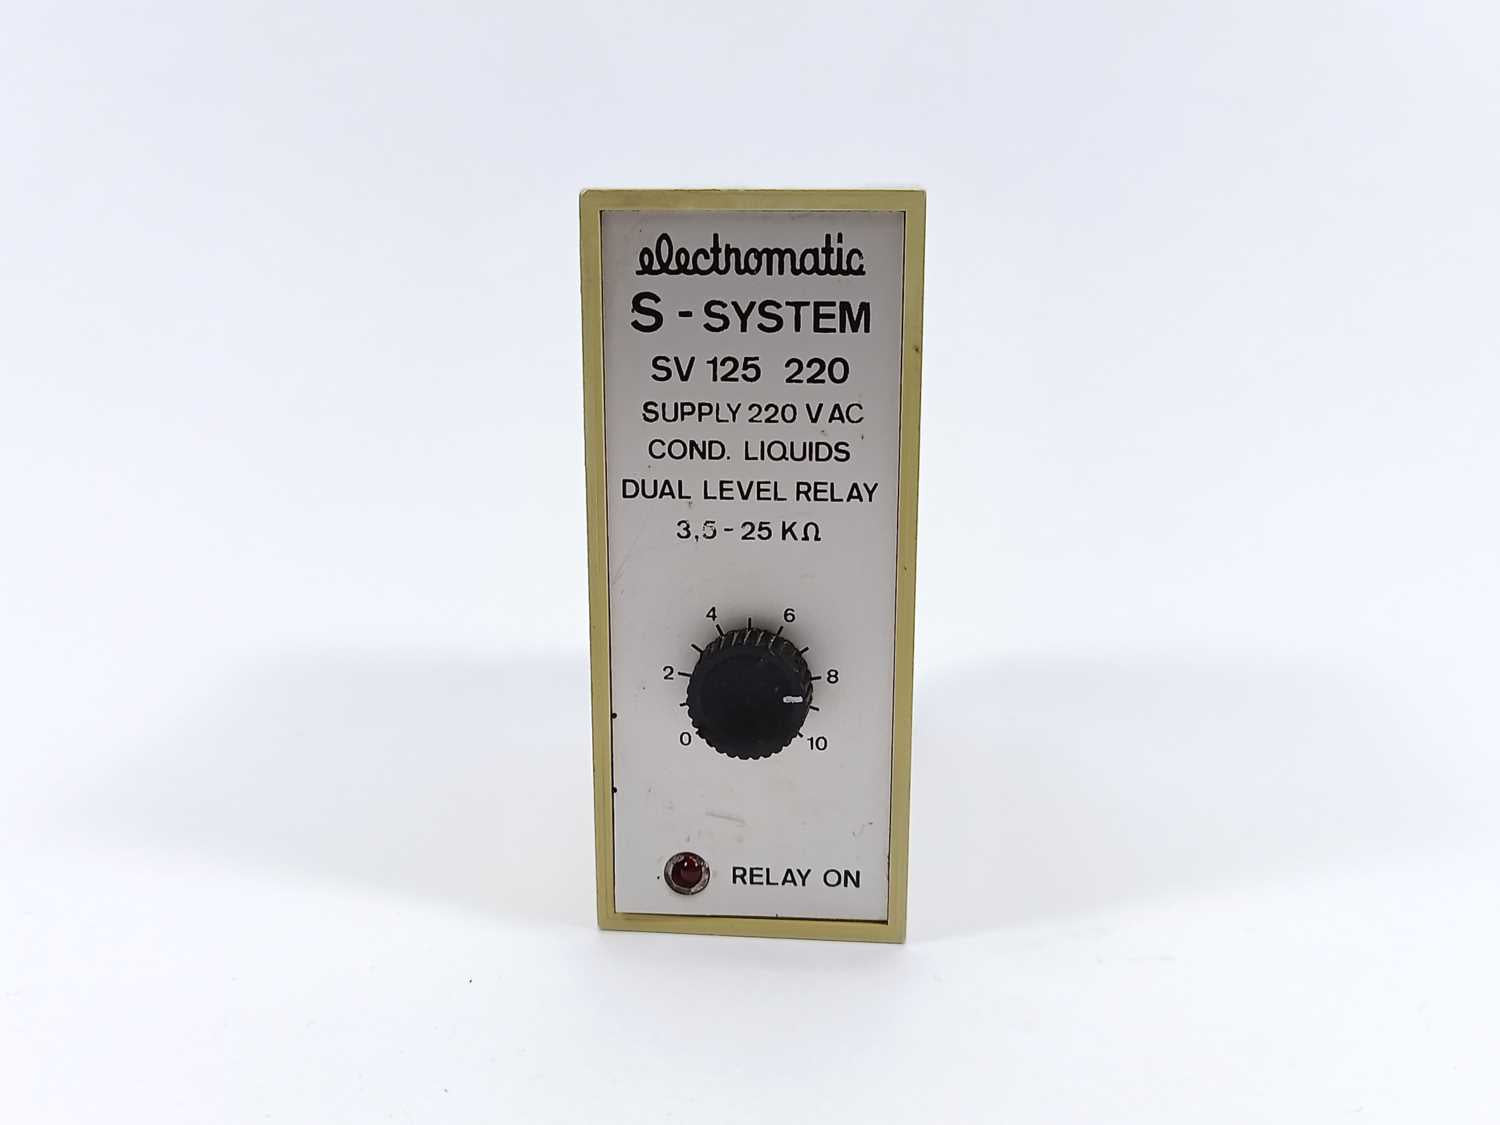 electromatic
S - SYSTEM
SV 125 220
SUPPLY 220 V AC
COND. LIQUIDS
DUAL LEVEL RELAY
3,5 - 25 KΩ
4 6
2 8
0 10
RELAY ON